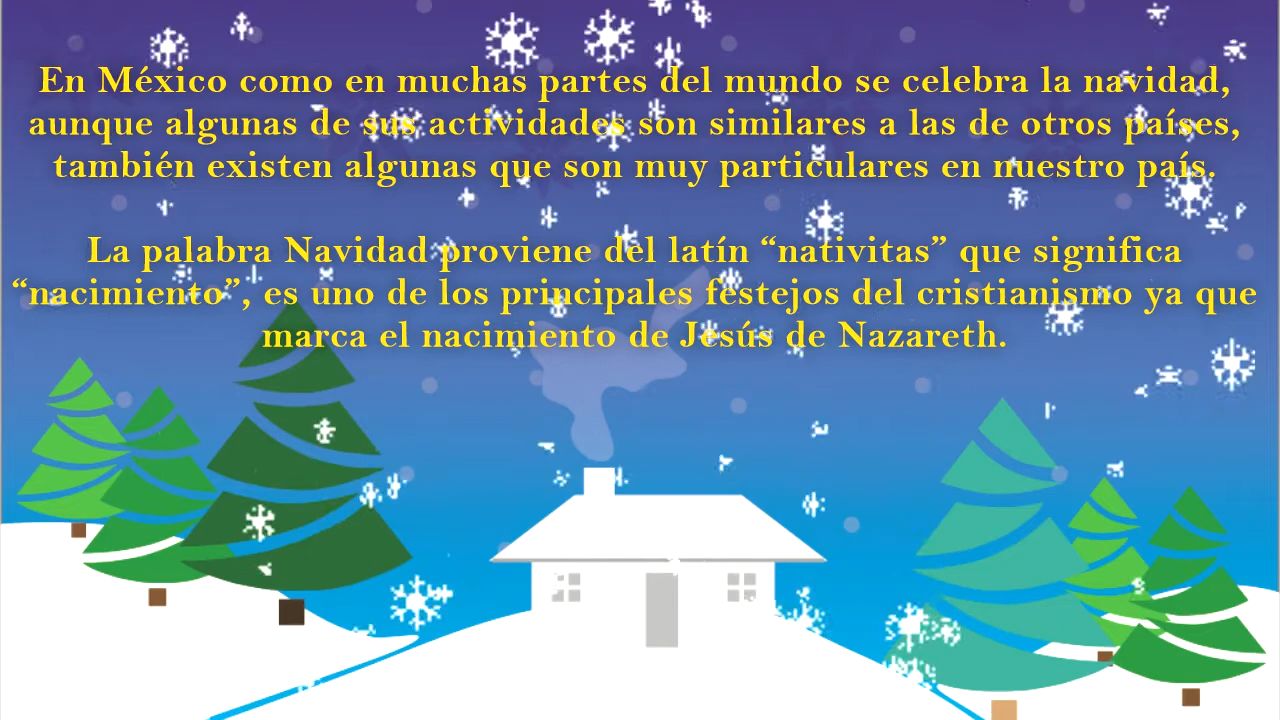 En México como en muchas partes del mundo se celebra la navidad,
aunque algunas de sus actividades son similares a las de otros países,
también existen algunas que son muy particulares en nuestro país.
La palabra Navidad proviene del latín “nativitas” que significa
“nacimiento”, es uno de los principales festejos del cristianismo ya que
marca el nacimiento de Jesús de Nazareth.